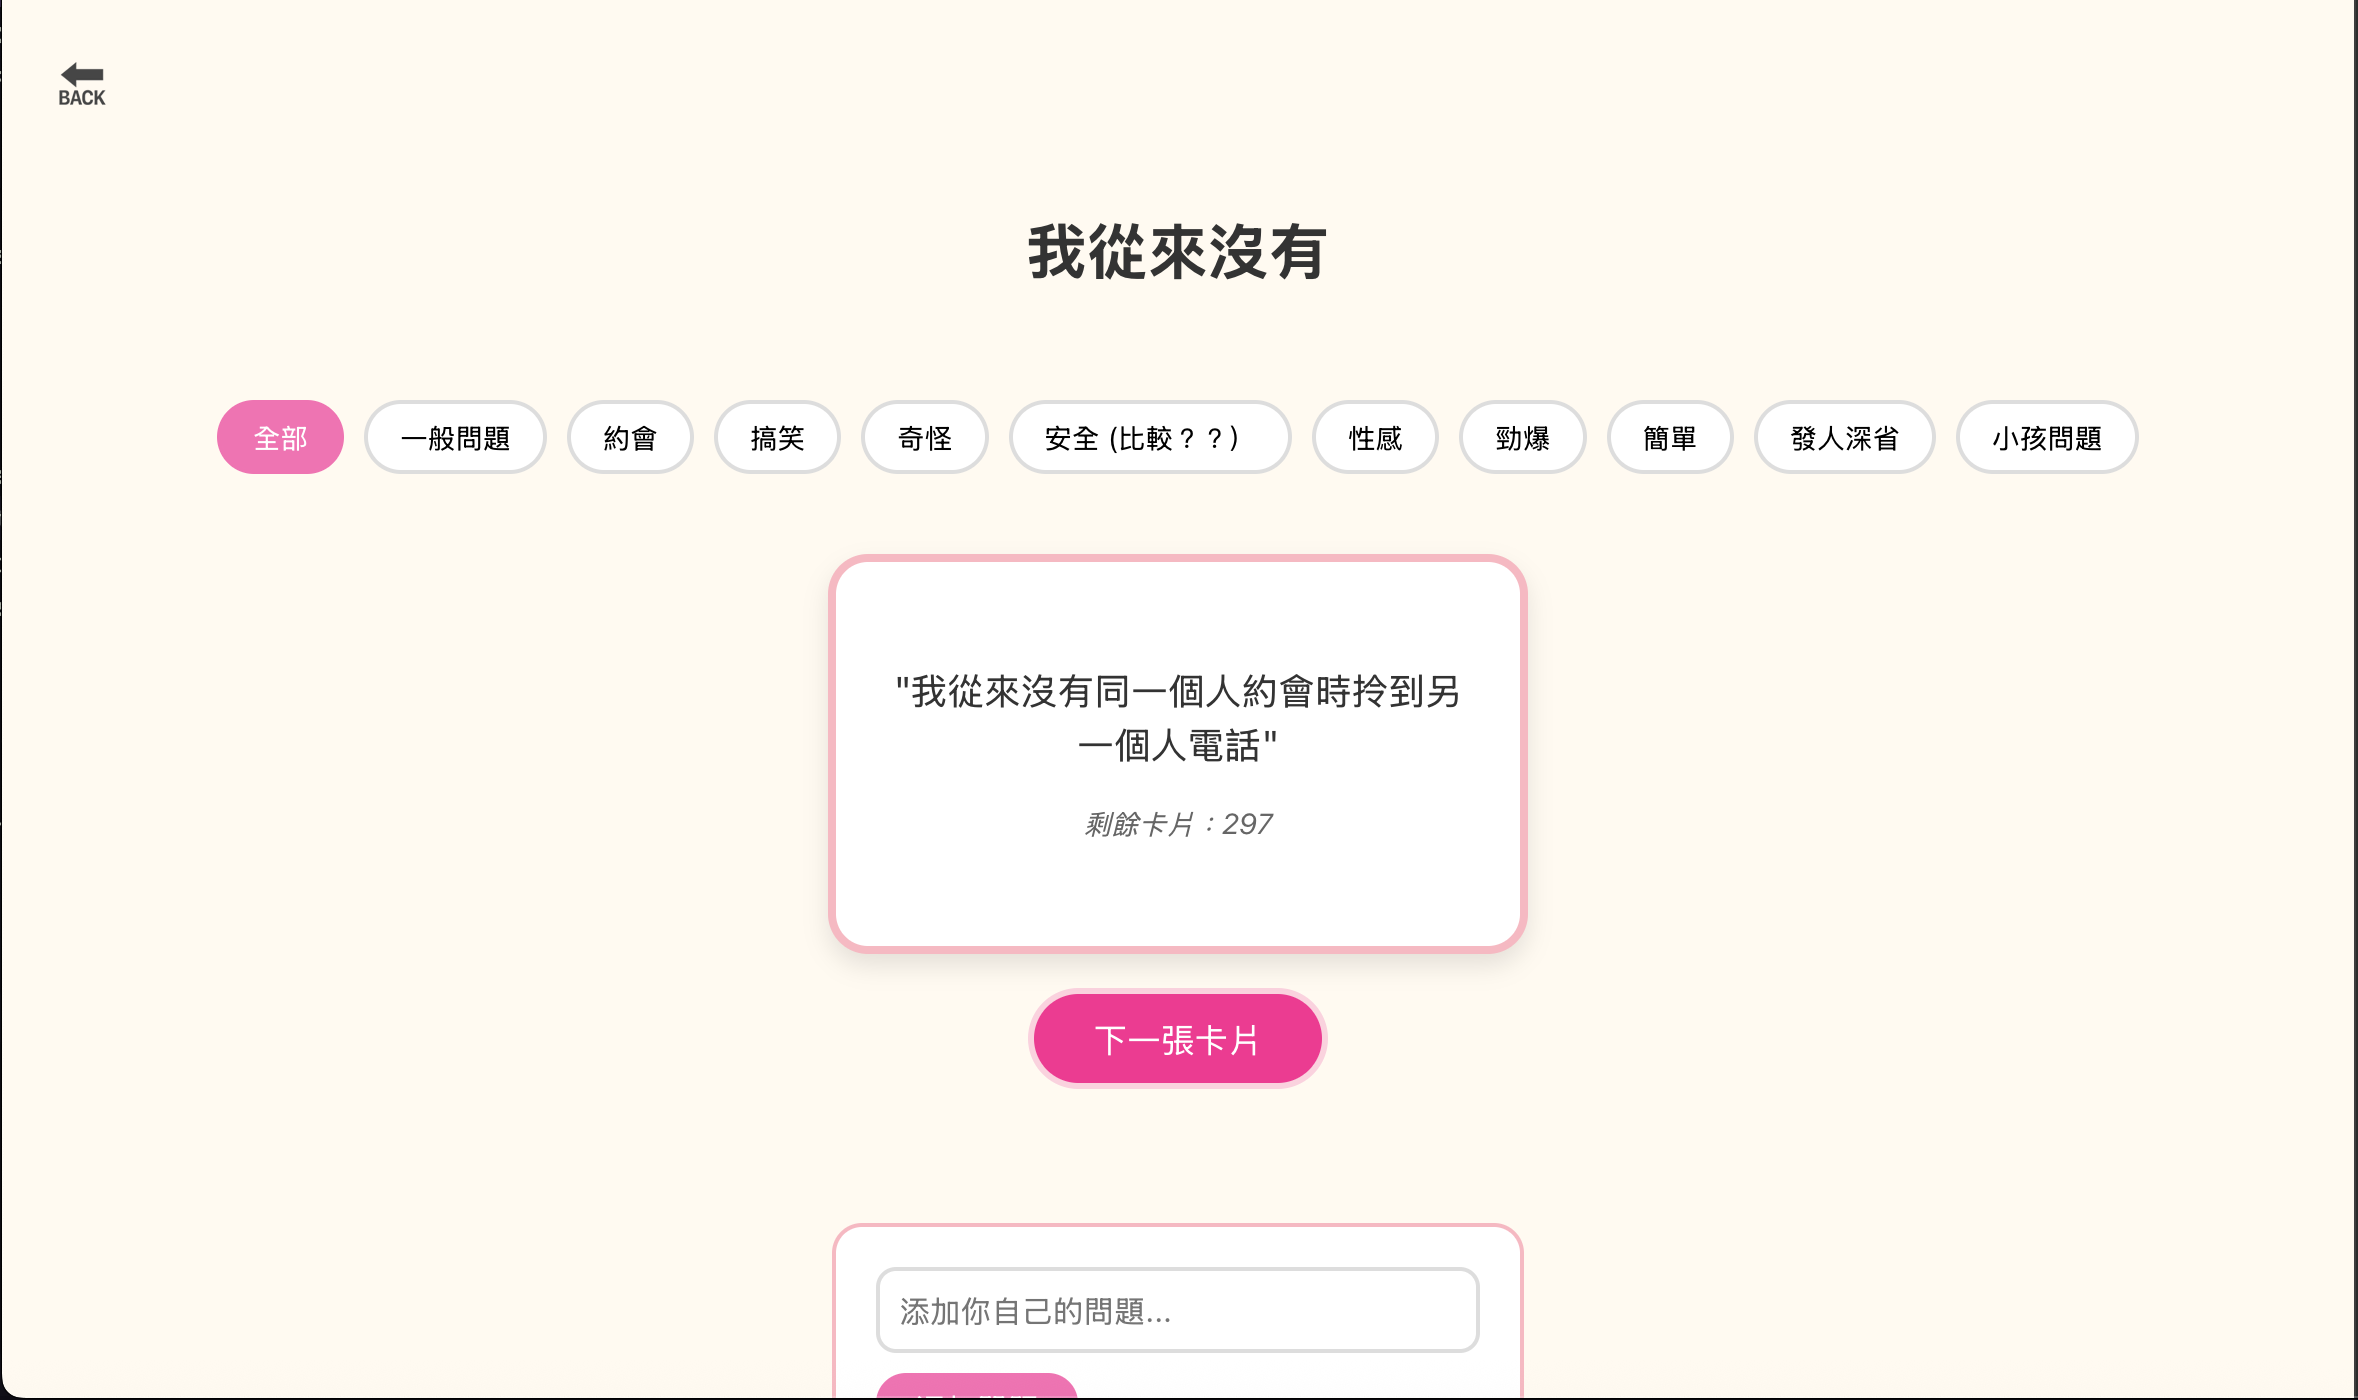 BACK
我從來沒有
全部 一般問題 約會 搞笑 奇怪 安全 (比較？？) 性感 勁爆 簡單 發人深省 小孩問題
"我從來沒有同一個人約會時拎到另
一個人電話"
剩餘卡片：297
下一張卡片
添加你自己的問題...